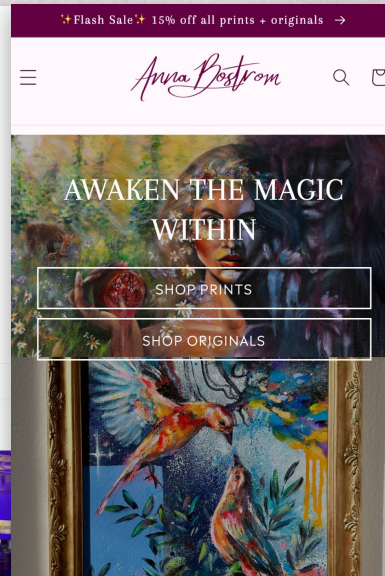 ✨Flash Sale✨ 15% off all prints + originals →
Anna Bostrom
AWAKEN THE MAGIC
WITHIN
SHOP PRINTS
SHOP ORIGINALS